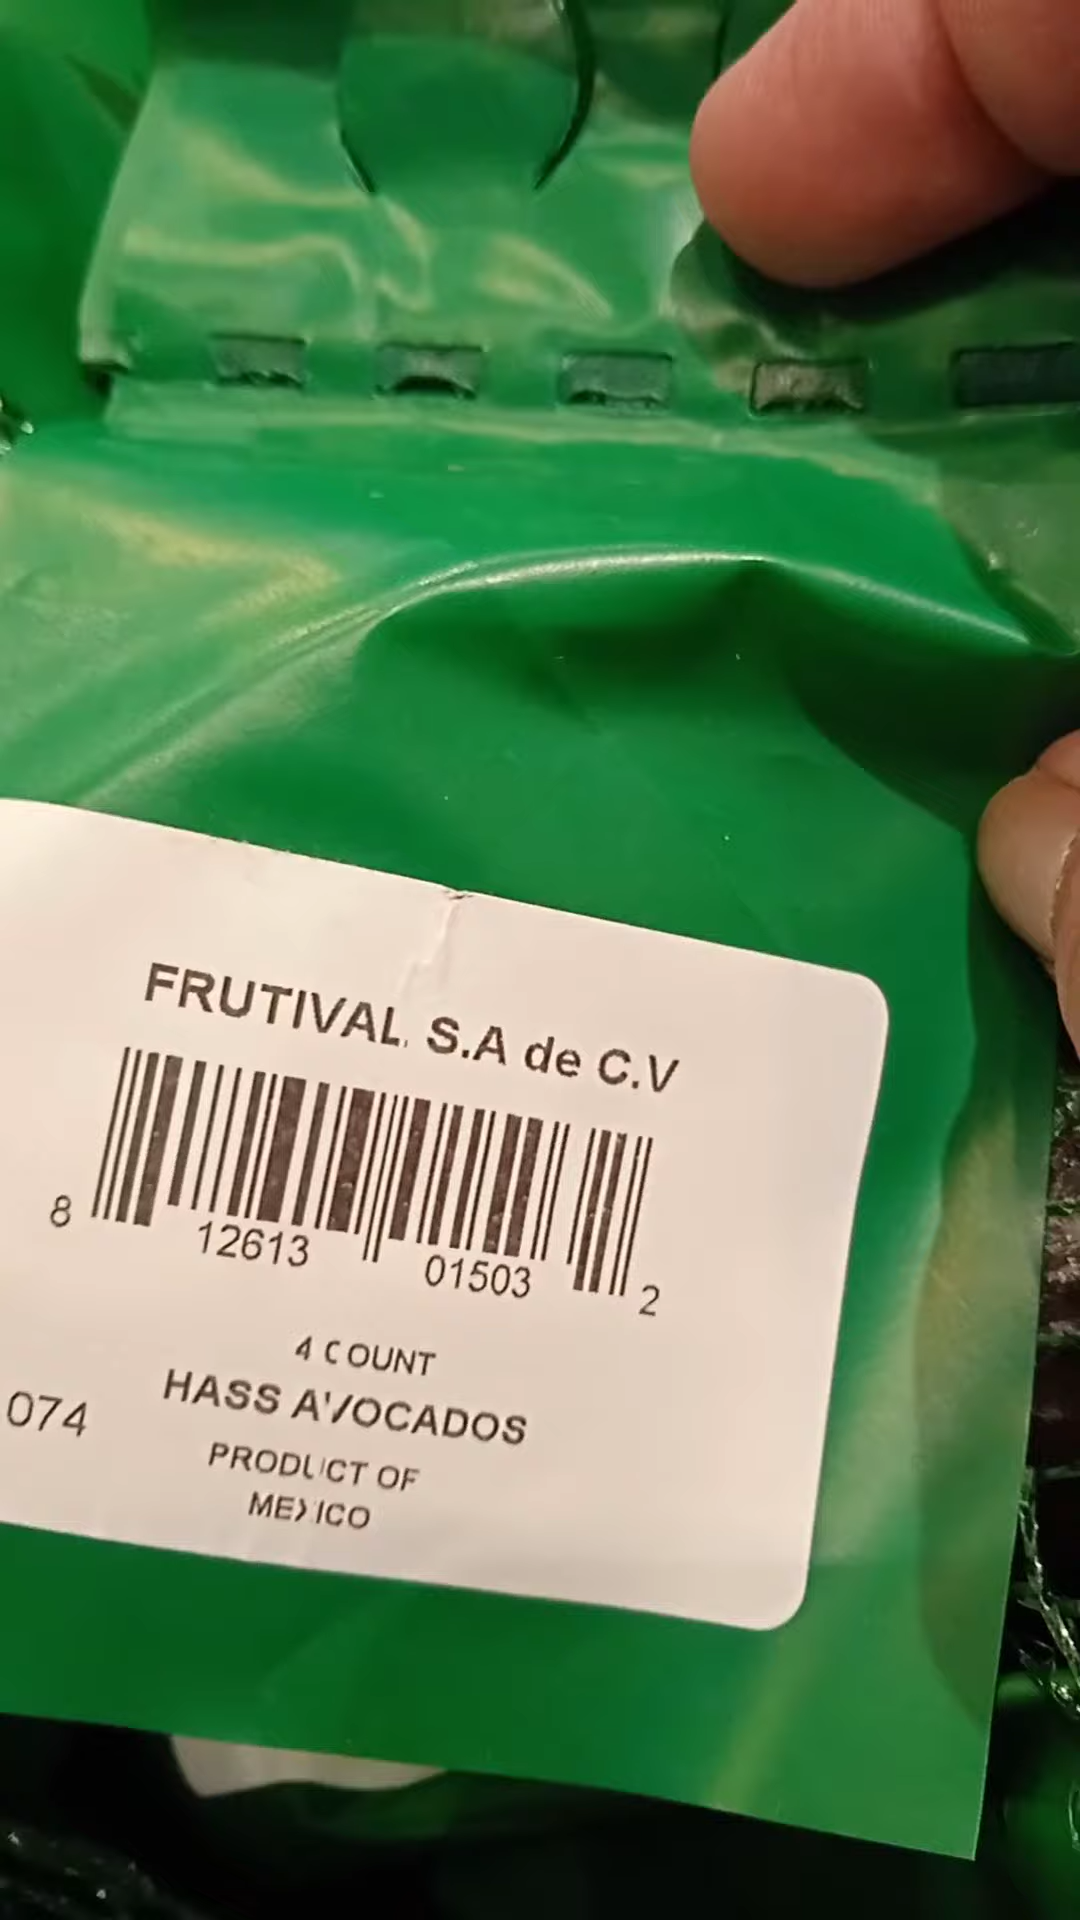 FRUTIVAL S.A de C.V
8 12613 01503 2
4 COUNT
HASS AVOCADOS
074
PRODUCT OF
MEXICO